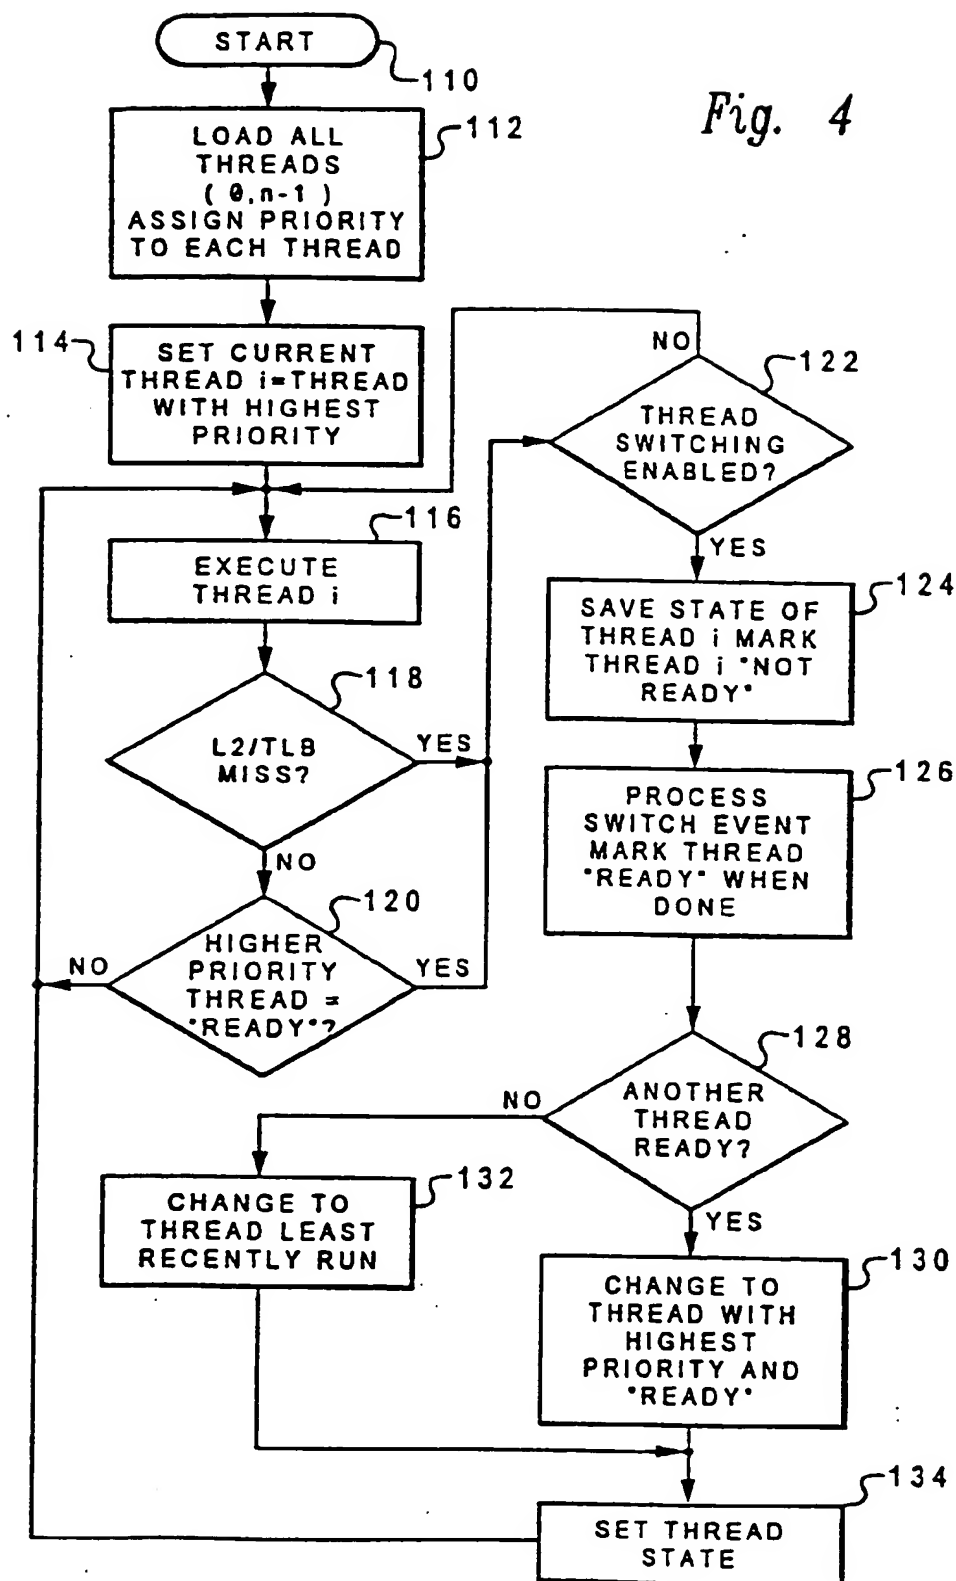 START
110
Fig. 4
LOAD ALL
THREADS
( 0,n-1 )
ASSIGN PRIORITY
TO EACH THREAD
112
114
SET CURRENT
THREAD i=THREAD
WITH HIGHEST
PRIORITY
116
EXECUTE
THREAD i
118
L2/TLB
MISS?
YES
NO
120
HIGHER
PRIORITY
THREAD =
"READY"?
NO
YES
NO
122
THREAD
SWITCHING
ENABLED?
YES
124
SAVE STATE OF
THREAD i MARK
THREAD i "NOT
READY"
126
PROCESS
SWITCH EVENT
MARK THREAD
"READY" WHEN
DONE
128
ANOTHER
THREAD
READY?
NO
YES
132
CHANGE TO
THREAD LEAST
RECENTLY RUN
130
CHANGE TO
THREAD WITH
HIGHEST
PRIORITY AND
"READY"
134
SET THREAD
STATE